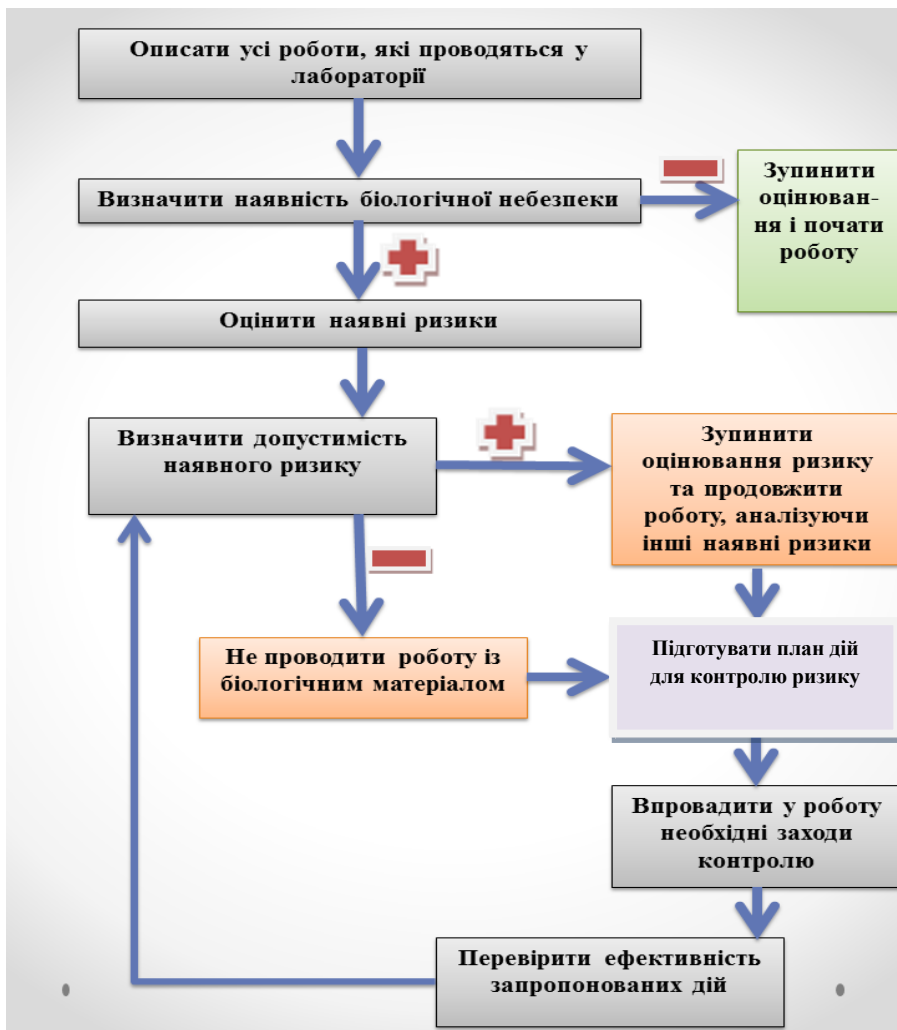 Описати усі роботи, які проводяться у
лабораторії
Визначити наявність біологічної небезпеки
Зупинити
оцінюван-
ня і почати
роботу
Оцінити наявні ризики
Визначити допустимість
наявного ризику
Зупинити
оцінювання ризику
та продовжити
роботу, аналізуючи
інші наявні ризики
Не проводити роботу із
біологічним матеріалом
Підготувати план дій
для контролю ризику
Впровадити у роботу
необхідні заходи
контролю
Перевірити ефективність
запропонованих дій